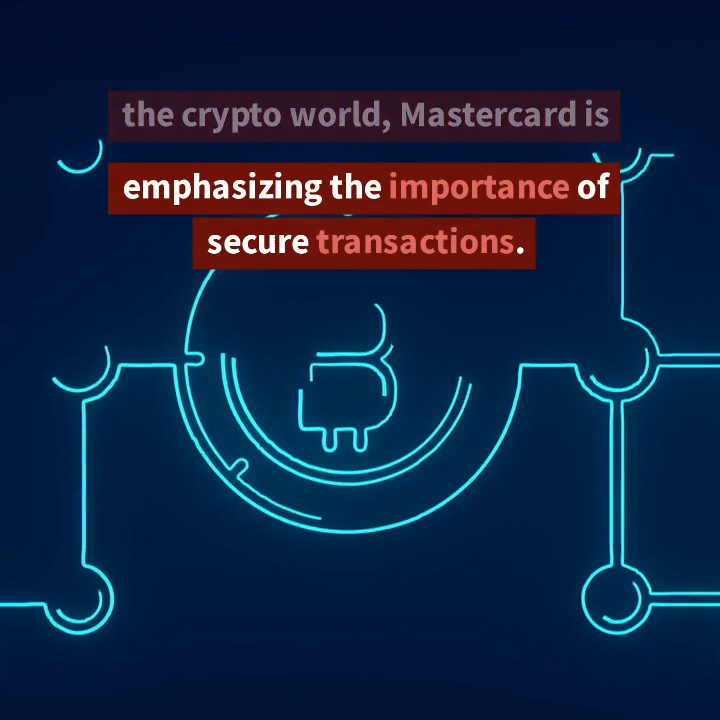 the crypto world, Mastercard is
emphasizing the importance of
secure transactions.